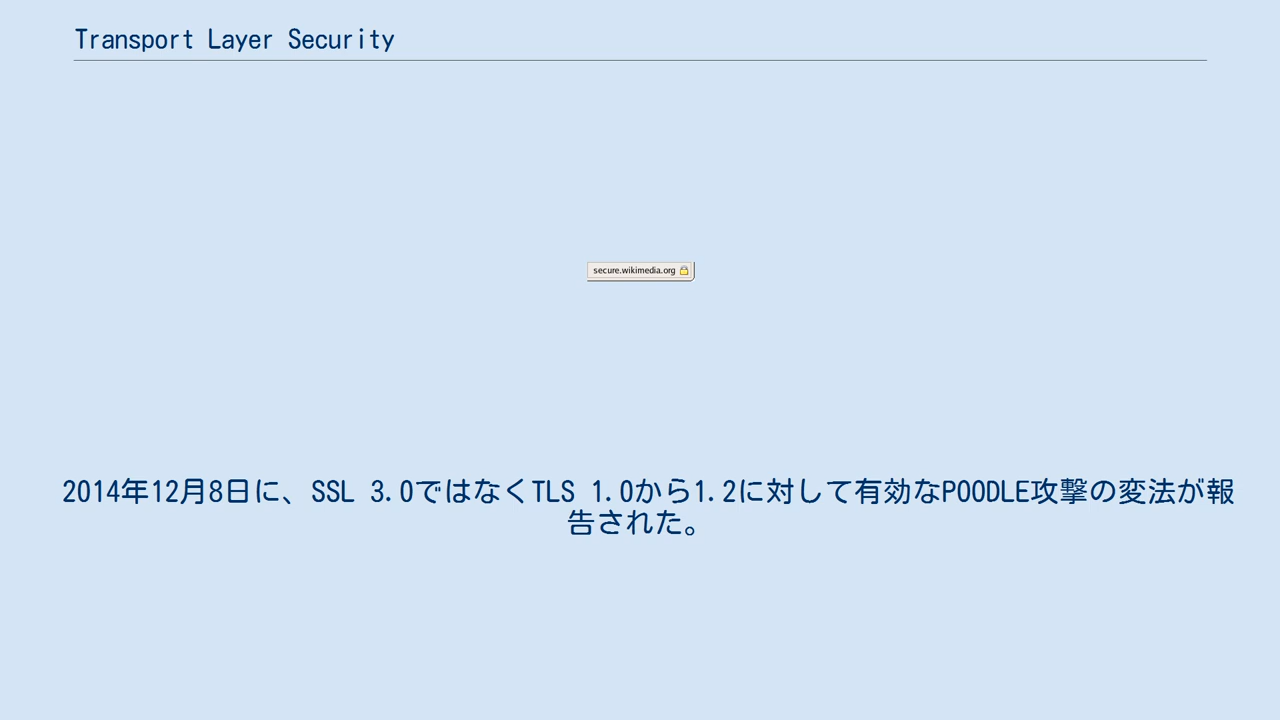 Transport Layer Security
secure.wikimedia.org
2014年12月8日に、SSL 3.0ではなくTLS 1.0から1.2に対して有効なPOODLE攻撃の変法が報
告された。